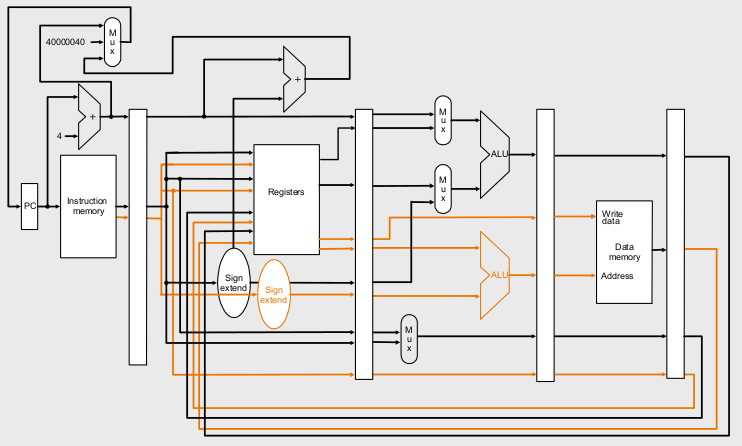 M
u
x
40000040
+
+
4
PC
Instruction
memory
Registers
Sign
extend
Sign
extend
M
u
x
M
u
x
M
u
x
ALU
ALU
Write
data
Data
memory
Address